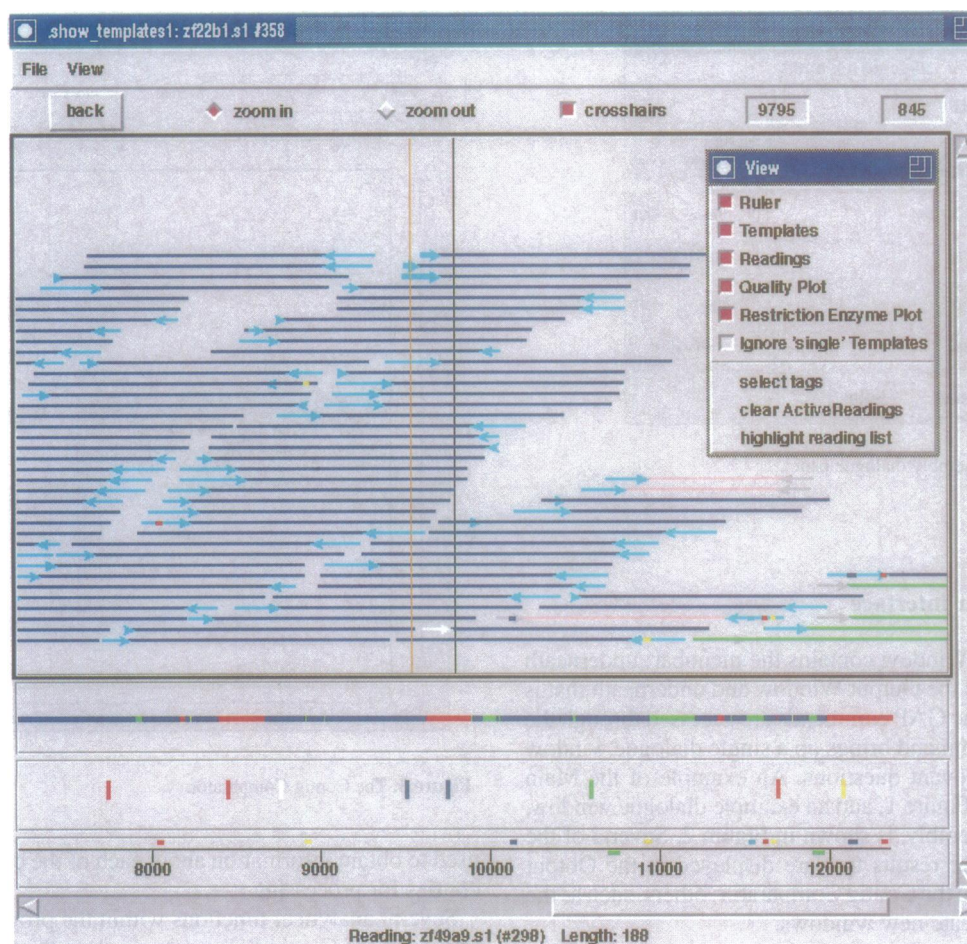 .show_templates1: zf22b1.s1 #358
File View
back zoom in zoom out crosshairs 9795 845
View
Ruler
Templates
Readings
Quality Plot
Restriction Enzyme Plot
Ignore 'single' Templates
select tags
clear ActiveReadings
highlight reading list
8000 9000 10000 11000 12000
Reading: zf49a9.s1 (#298) Length: 188